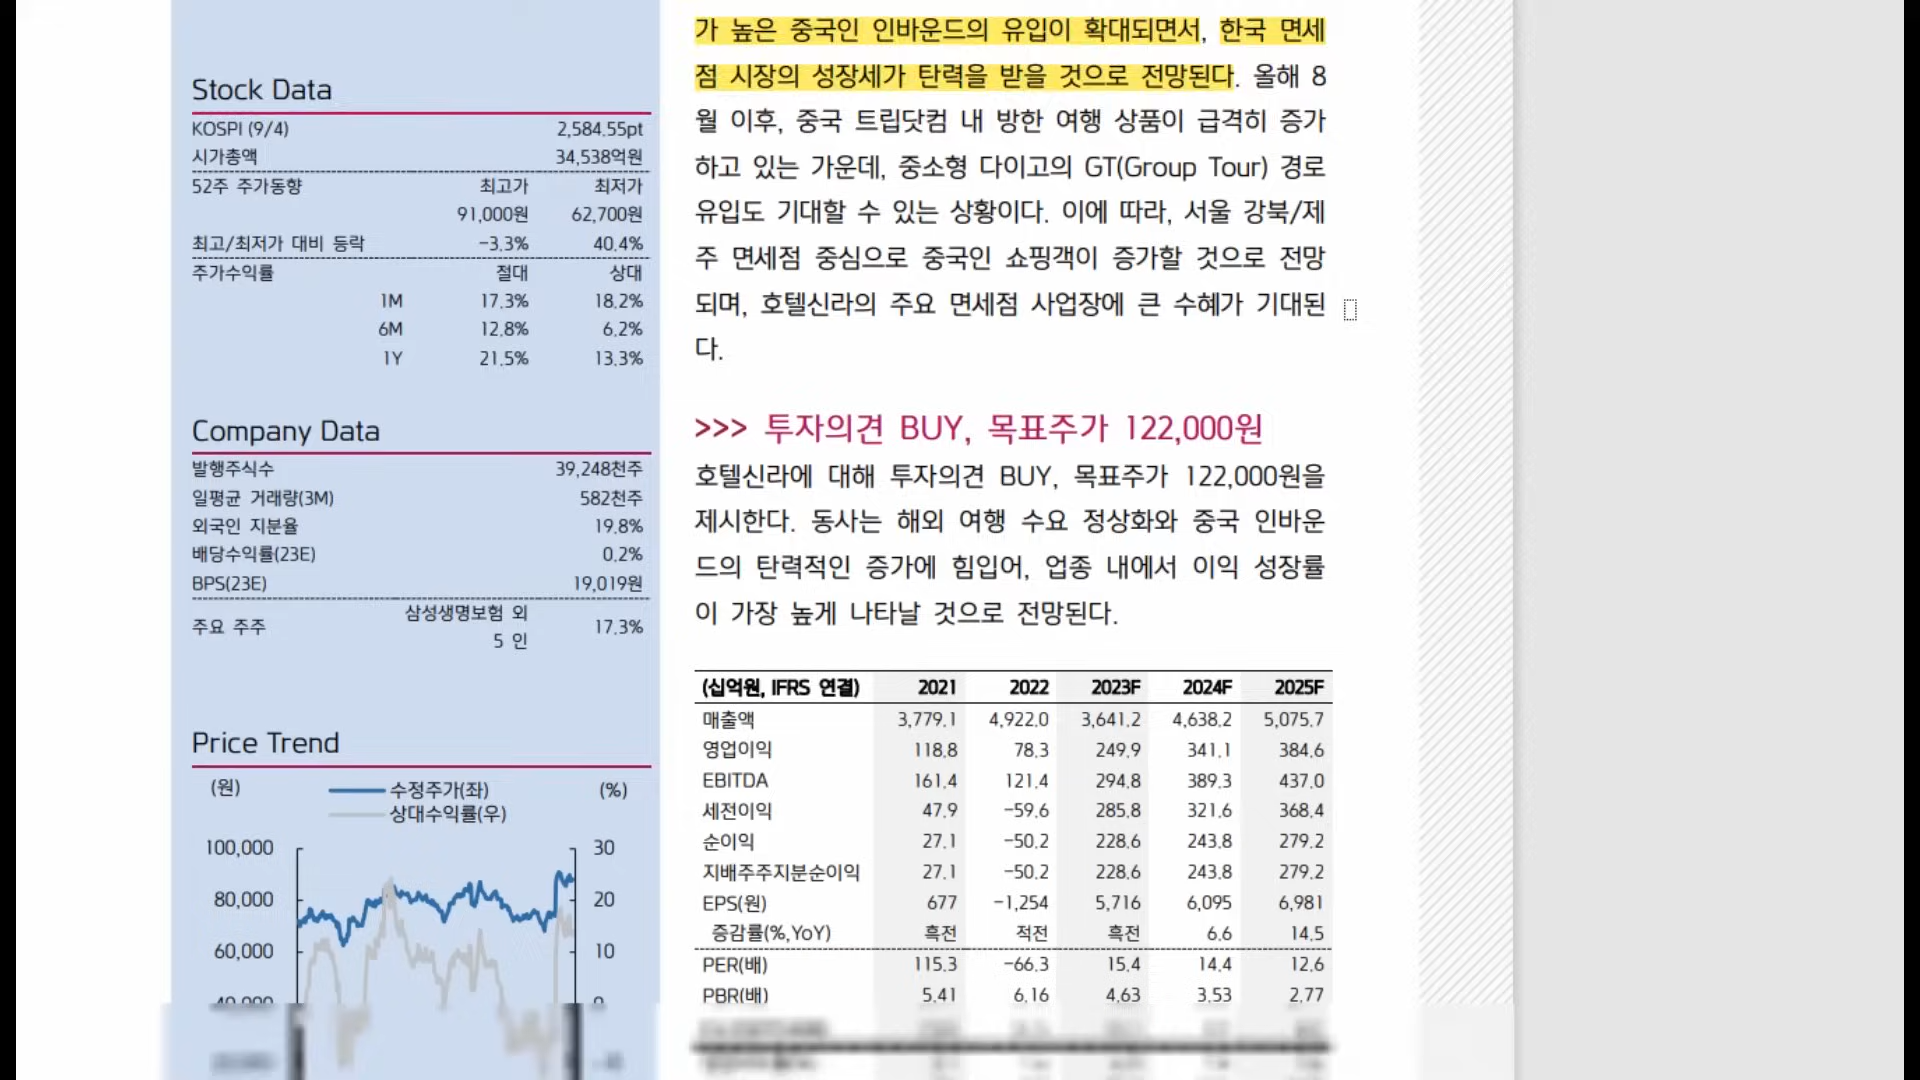 Stock Data
KOSPI (9/4) 2,584.55pt
시가총액 34,538억원
52주 주가동향 최고가 최저가
91,000원 62,700원
최고/최저가 대비 등락 -3.3% 40.4%
주가수익률 절대 상대
1M 17.3% 18.2%
6M 12.8% 6.2%
1Y 21.5% 13.3%
Company Data
발행주식수 39,248천주
일평균 거래량(3M) 582천주
외국인 지분율 19.8%
배당수익률(23E) 0.2%
BPS(23E) 19,019원
주요 주주 삼성생명보험 외 5 인 17.3%
Price Trend
(원) 수정주가(좌) (%)
상대수익률(우)
100,000 30
80,000 20
60,000 10
40,000 0
가 높은 중국인 인바운드의 유입이 확대되면서, 한국 면세
점 시장의 성장세가 탄력을 받을 것으로 전망된다. 올해 8
월 이후, 중국 트립닷컴 내 방한 여행 상품이 급격히 증가
하고 있는 가운데, 중소형 다이고의 GT(Group Tour) 경로
유입도 기대할 수 있는 상황이다. 이에 따라, 서울 강북/제
주 면세점 중심으로 중국인 쇼핑객이 증가할 것으로 전망
되며, 호텔신라의 주요 면세점 사업장에 큰 수혜가 기대된
다.
>>> 투자의견 BUY, 목표주가 122,000원
호텔신라에 대해 투자의견 BUY, 목표주가 122,000원을
제시한다. 동사는 해외 여행 수요 정상화와 중국 인바운
드의 탄력적인 증가에 힘입어, 업종 내에서 이익 성장률
이 가장 높게 나타날 것으로 전망된다.
(십억원, IFRS 연결) 2021 2022 2023F 2024F 2025F
매출액 3,779.1 4,922.0 3,641.2 4,638.2 5,075.7
영업이익 118.8 78.3 249.9 341.1 384.6
EBITDA 161.4 121.4 294.8 389.3 437.0
세전이익 47.9 -59.6 285.8 321.6 368.4
순이익 27.1 -50.2 228.6 243.8 279.2
지배주주지분순이익 27.1 -50.2 228.6 243.8 279.2
EPS(원) 677 -1,254 5,716 6,095 6,981
증감률(%,YoY) 흑전 적전 흑전 6.6 14.5
PER(배) 115.3 -66.3 15.4 14.4 12.6
PBR(배) 5.41 6.16 4.63 3.53 2.77